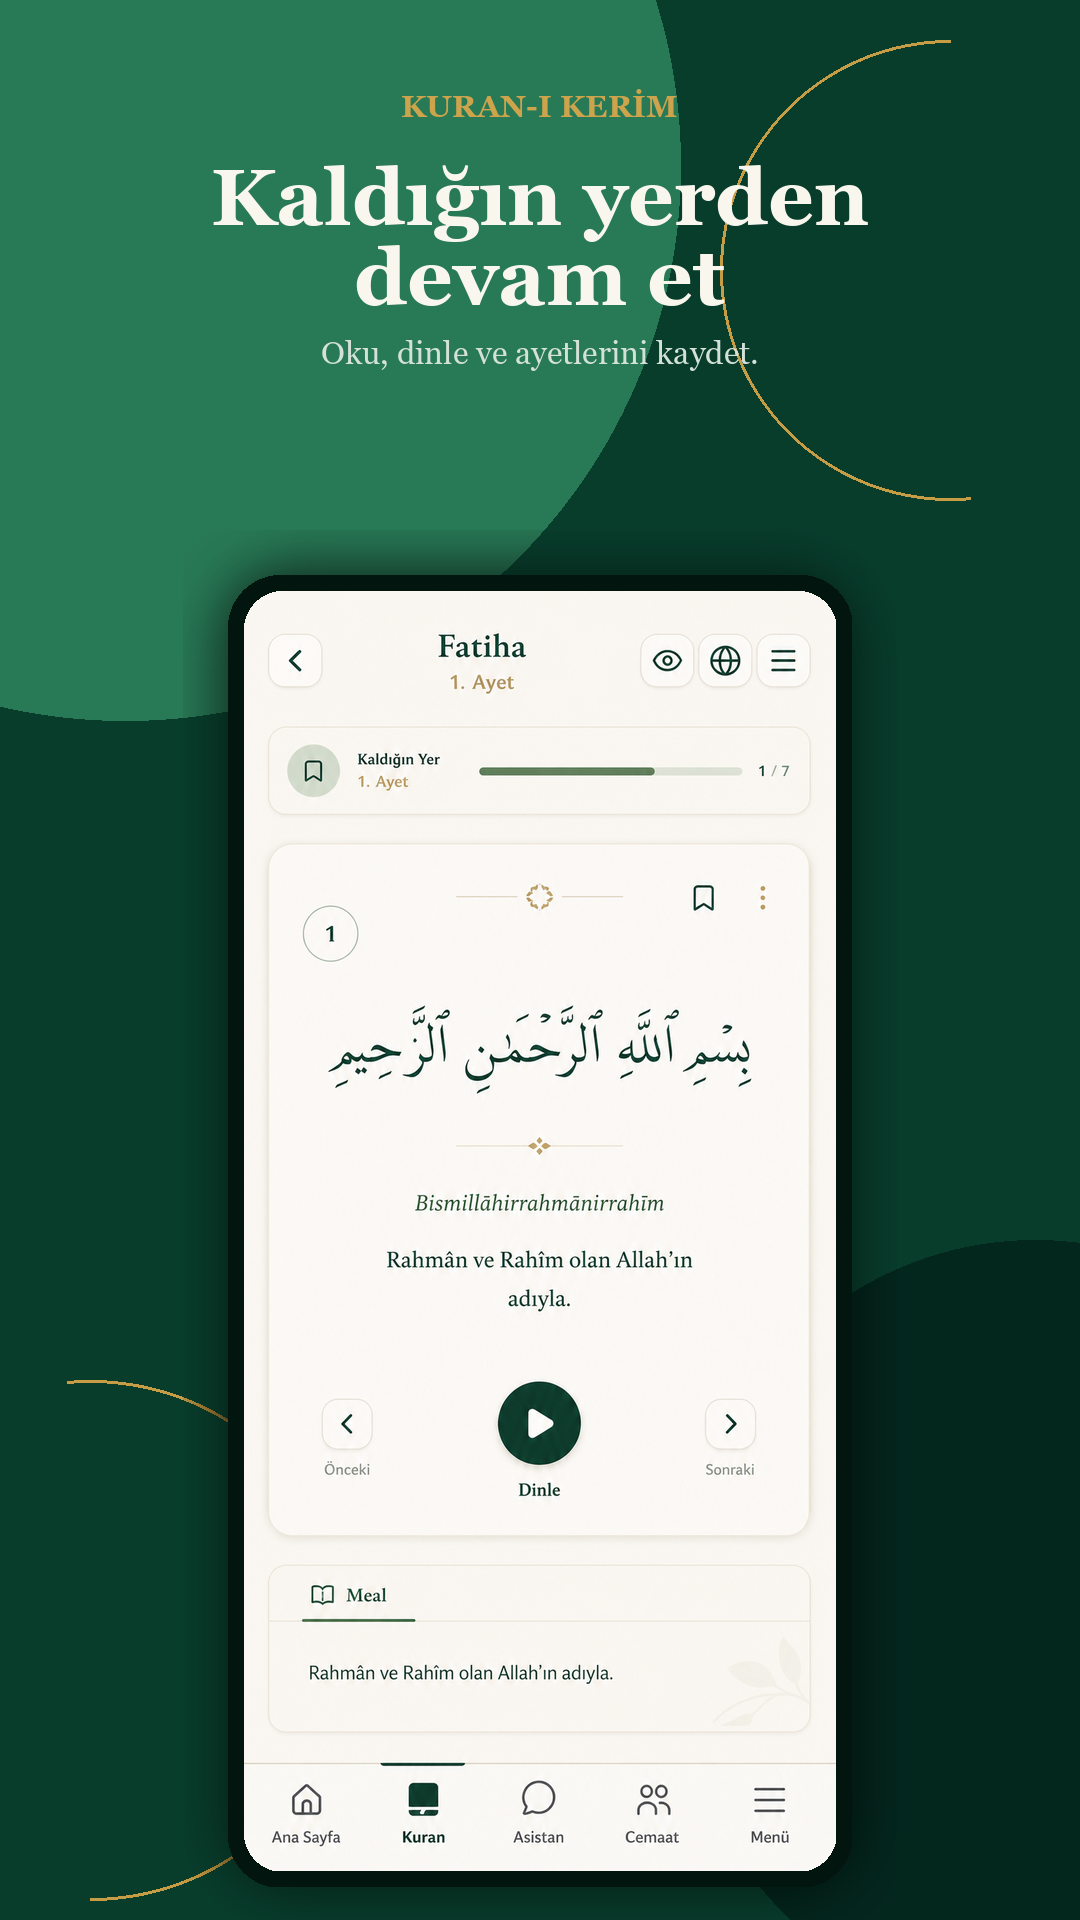 KURAN-I KERİM
Kaldığın yerden
devam et
Oku, dinle ve ayetlerini kaydet.
Fatiha
1. Ayet
Kaldığın Yer
1. Ayet
1 / 7
1
بِسْمِ ٱللَّهِ ٱلرَّحْمَٰنِ ٱلزَّحِيمِ
Bismillāhirrahmānirrahīm
Rahmân ve Rahîm olan Allah’ın
adıyla.
Önceki
Dinle
Sonraki
Meal
Rahmân ve Rahîm olan Allah’ın adıyla.
Ana Sayfa
Kuran
Asistan
Cemaat
Menü